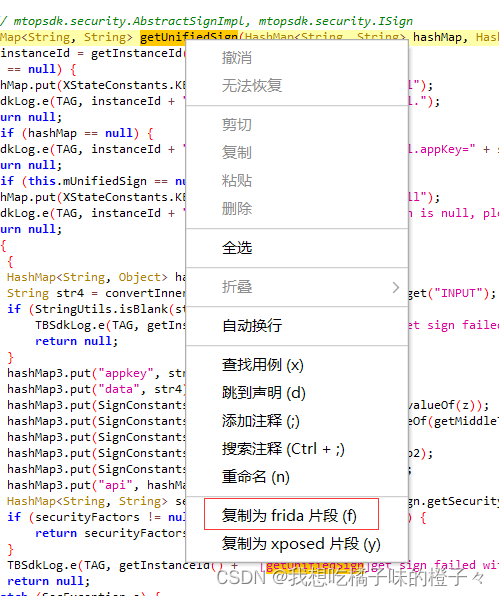 // mtopsdk.security.AbstractSignImpl, mtopsdk.security.ISign
Map<String, String> getUnifiedSign(HashMap<String, String> hashMap, Hash
instanceId = getInstanceId(
== null) {
hMap.put(XStateConstants.KE l");
dkLog.e(TAG, instanceId + " l.");
urn null;
if (hashMap == null) {
dkLog.e(TAG, instanceId + " l.appKey=" + s
urn null;
if (this.mUnifiedSign == nu
hMap.put(XStateConstants.KE ll");
dkLog.e(TAG, instanceId + " n is null, ple
urn null;
{
{
HashMap<String, Object> ha
String str4 = convertInner get("INPUT");
if (StringUtils.isBlank(st
TBSdkLog.e(TAG, getIns et sign failed
return null;
}
hashMap3.put("appkey", str
hashMap3.put("data", str4)
hashMap3.put(SignConstants valueOf(z));
hashMap3.put(SignConstants eOf(getMiddleT
hashMap3.put(SignConstants
hashMap3.put(SignConstants p2);
hashMap3.put(SignConstants ;
hashMap3.put("api", hashMa
HashMap<String, String> se gn.getSecurity
if (securityFactors != nul ) {
return securityFactors
}
TBSdkLog.e(TAG, getInstanceId() + " [getUnifiedSign]get sign failed wit
return null;
撤消
无法恢复
剪切
复制
粘贴
删除
全选
折叠
自动换行
查找用例 (x)
跳到声明 (d)
添加注释 (;)
搜索注释 (Ctrl + ;)
重命名 (n)
复制为 frida 片段 (f)
复制为 xposed 片段 (y)
CSDN @我想吃橘子味的橙子々